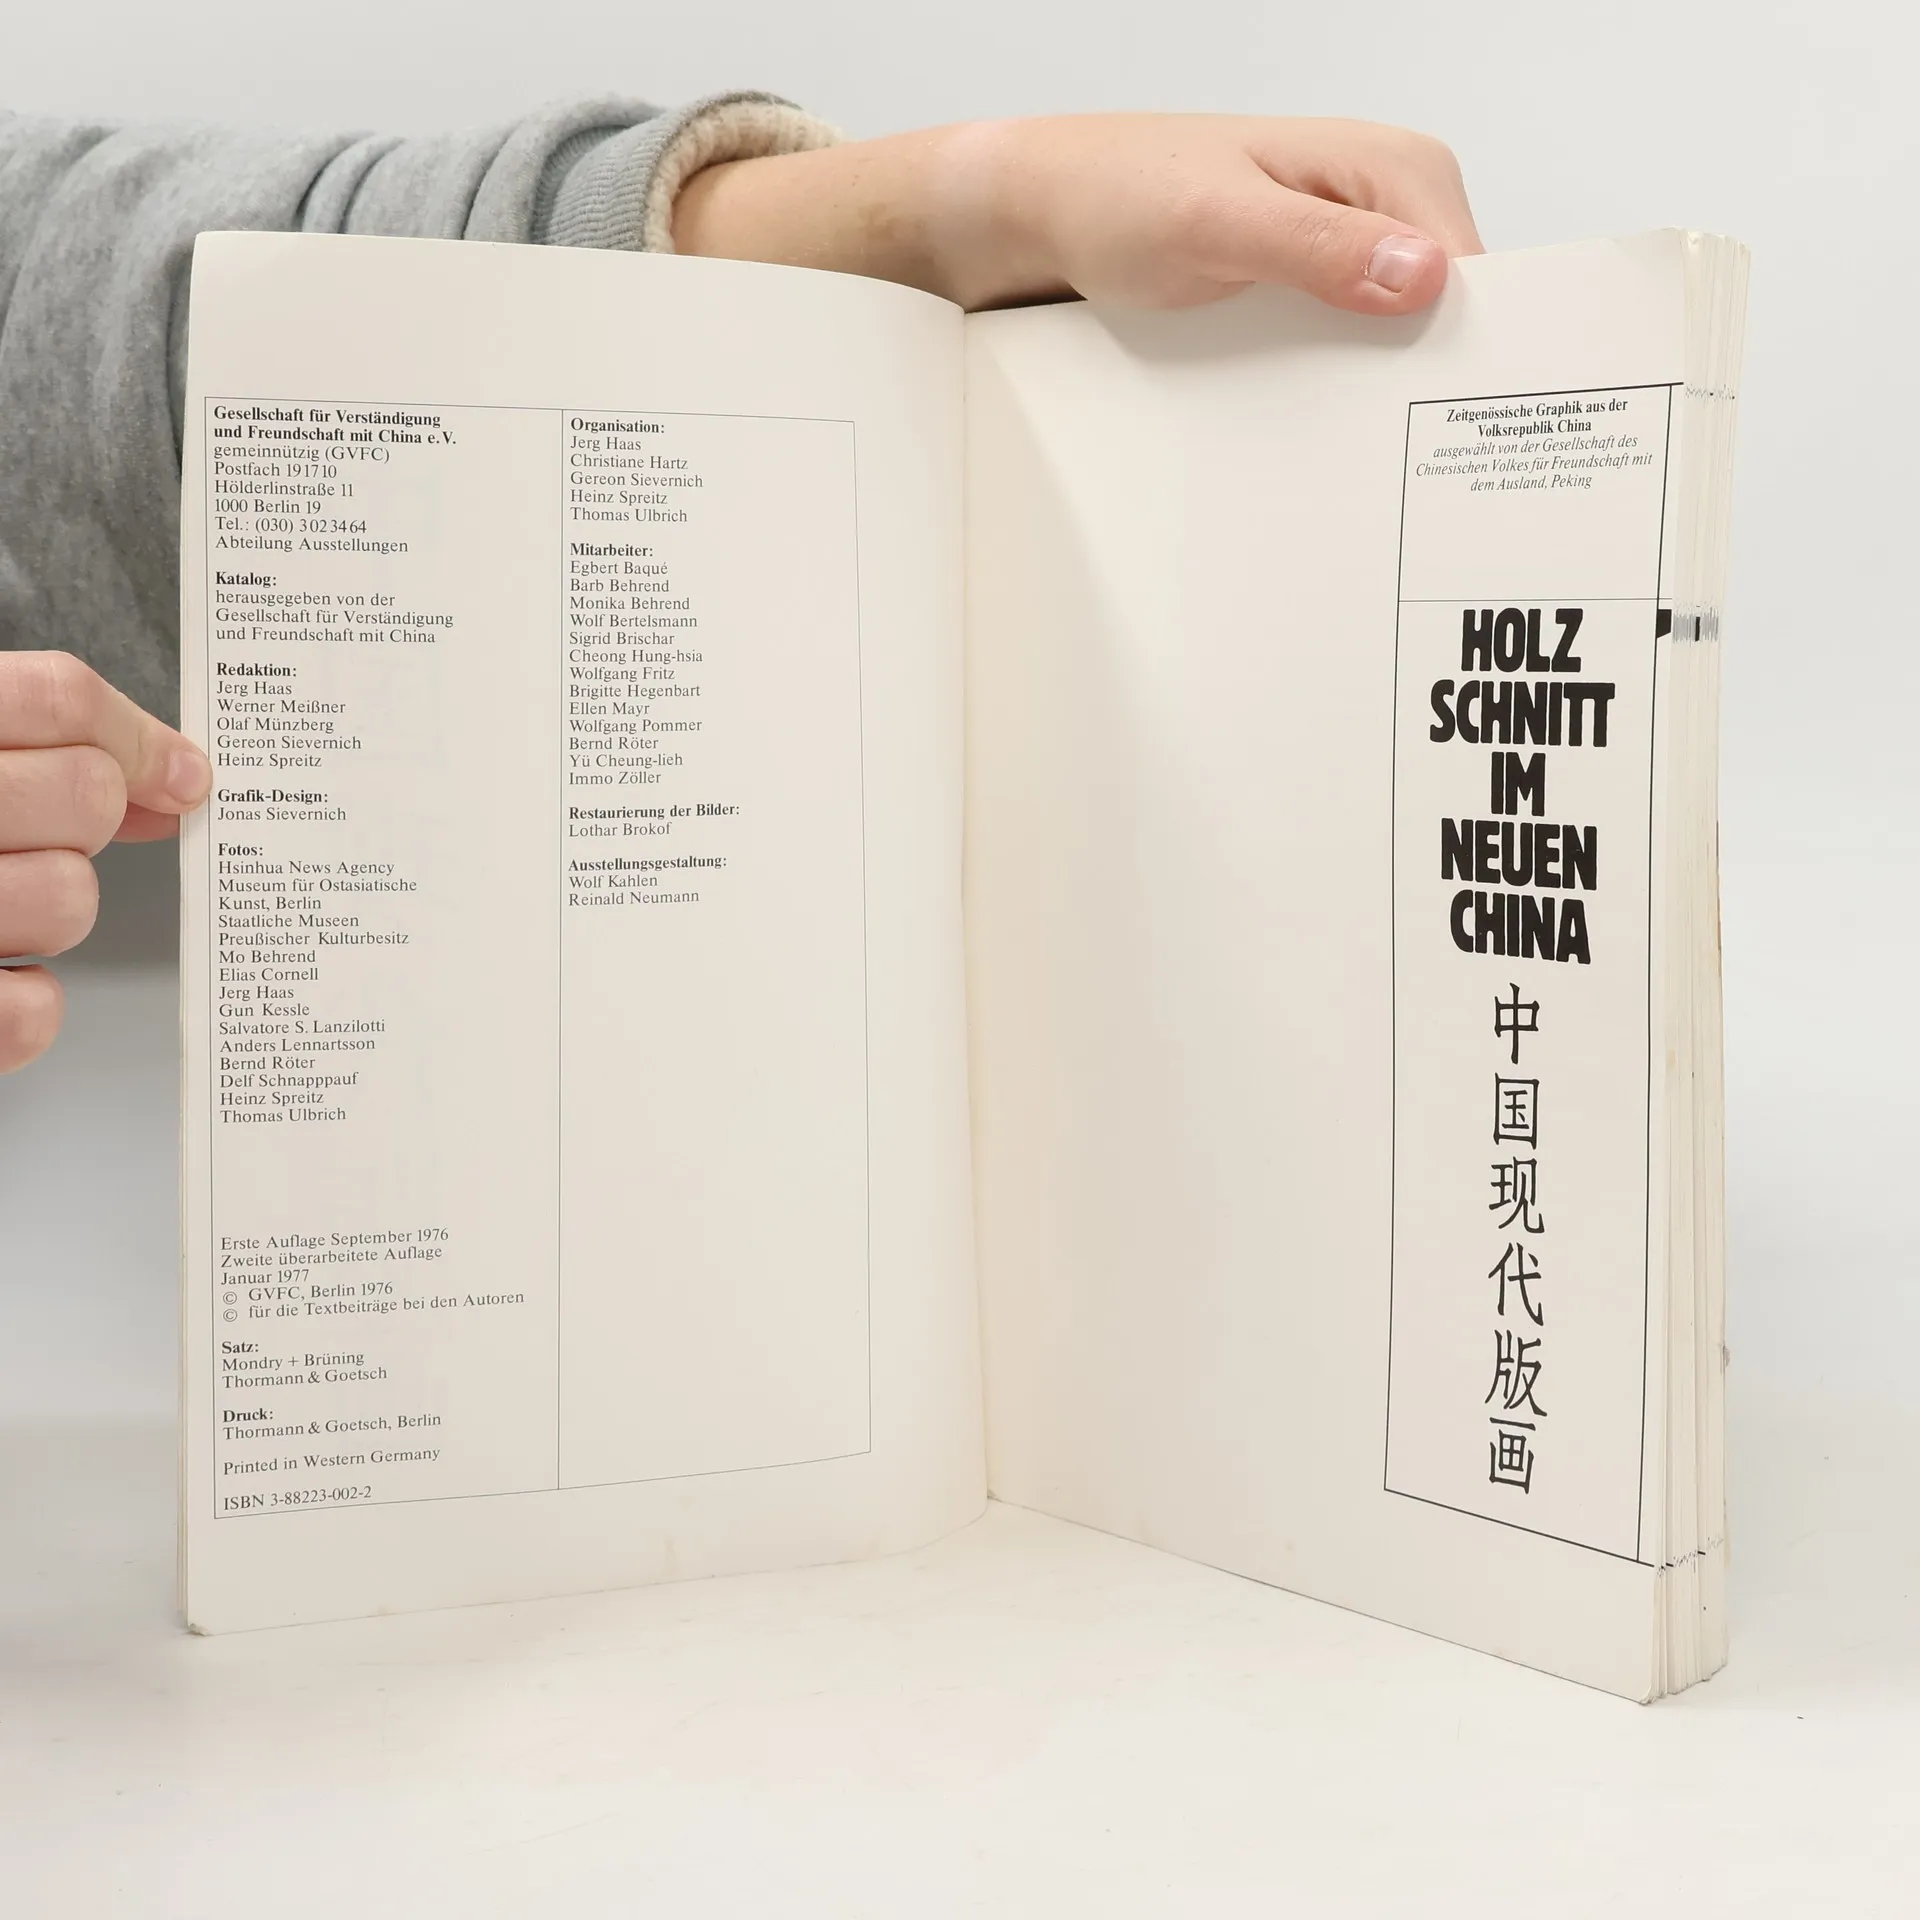 Gesellschaft für Verständigung
und Freundschaft mit China e.V.
gemeinnützig (GVFC)
Postfach 191710
Hölderlinstraße 11
1000 Berlin 19
Tel.: (030) 3023464
Abteilung Ausstellungen
Katalog:
herausgegeben von der
Gesellschaft für Verständigung
und Freundschaft mit China
Redaktion:
Jerg Haas
Werner Meißner
Olaf Münzberg
Gereon Sievernich
Heinz Spreitz
Grafik-Design:
Jonas Sievernich
Fotos:
Hsinhua News Agency
Museum für Ostasiatische
Kunst, Berlin
Staatliche Museen
Preußischer Kulturbesitz
Mo Behrend
Elias Cornell
Jerg Haas
Gun Kessle
Salvatore S. Lanzilotti
Anders Lennartsson
Bernd Röter
Delf Schnapppauf
Heinz Spreitz
Thomas Ulbrich
Erste Auflage September 1976
Zweite überarbeitete Auflage
Januar 1977
© GVFC, Berlin 1976
© für die Textbeiträge bei den Autoren
Satz:
Mondry + Brüning
Thormann & Goetsch
Druck:
Thormann & Goetsch, Berlin
Printed in Western Germany
ISBN 3-88223-002-2
Organisation:
Jerg Haas
Christiane Hartz
Gereon Sievernich
Heinz Spreitz
Thomas Ulbrich
Mitarbeiter:
Egbert Baqué
Barb Behrend
Monika Behrend
Wolf Bertelsmann
Sigrid Brischar
Cheong Hung-hsia
Wolfgang Fritz
Brigitte Hegenbart
Ellen Mayr
Wolfgang Pommer
Bernd Röter
Yü Cheung-lieh
Immo Zöller
Restaurierung der Bilder:
Lothar Brokof
Ausstellungsgestaltung:
Wolf Kahlen
Reinald Neumann
Zeitgenössische Graphik aus der
Volksrepublik China
ausgewählt von der Gesellschaft des
Chinesischen Volkes für Freundschaft mit
dem Ausland, Peking
HOLZ
SCHNITT
IM
NEUEN
CHINA
中国现代版画